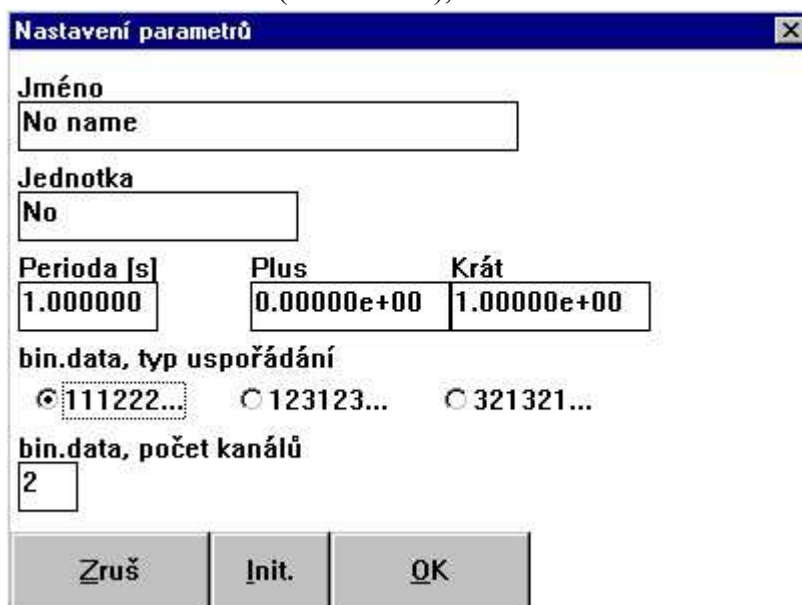 Nastavení parametrů
Jméno
No name
Jednotka
No
Perioda [s] Plus Krát
1.000000 0.00000e+00 1.00000e+00
bin.data, typ uspořádání
111222... 123123... 321321...
bin.data, počet kanálů
2
Zruš Init. OK